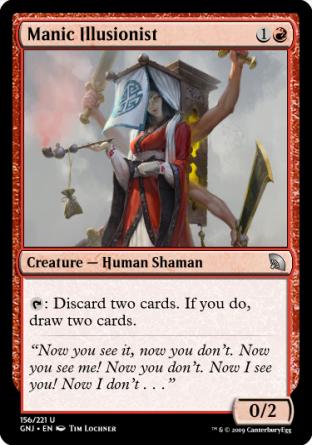 Manic Illusionist 1
Creature — Human Shaman
: Discard two cards. If you do,
draw two cards.
“Now you see it, now you don't. Now
you see me! Now you don't. Now I see
you! Now I don't . . .”
0/2
156/221 U
GNJ • EN Tim Lochner
™ & © 2019 CanterburyEgg